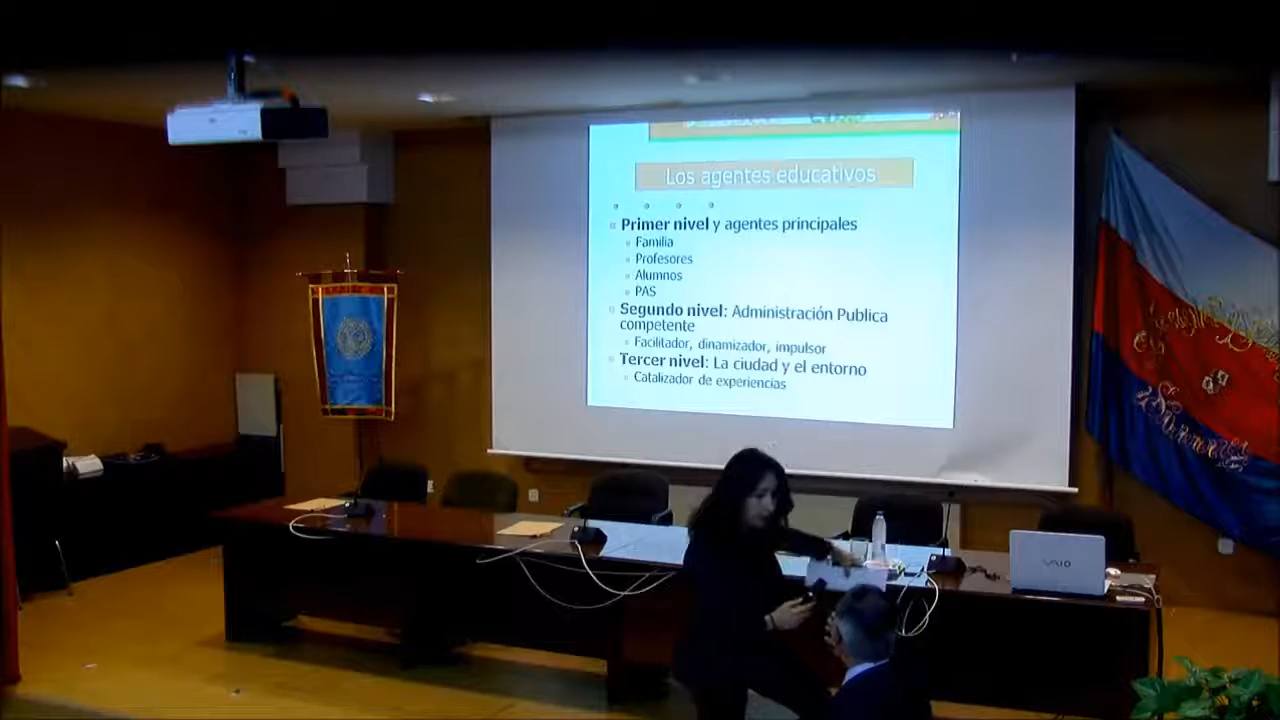 Los agentes educativos
Primer nivel y agentes principales
Familia
Profesores
Alumnos
PAS
Segundo nivel: Administración Publica
competente
Facilitador, dinamizador, impulsor
Tercer nivel: La ciudad y el entorno
Catalizador de experiencias
VAIO